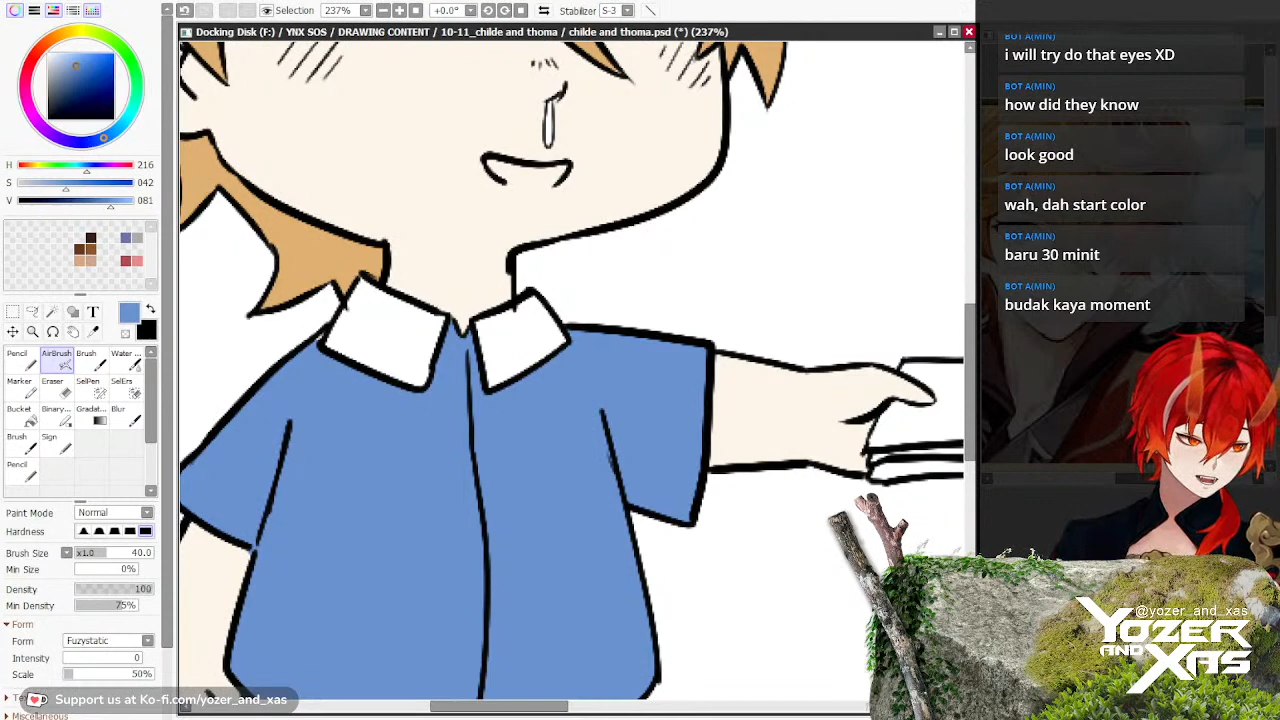 Selection
237%
+0.0°
Stabilizer
S-3
Docking Disk (F:) / YNX SOS / DRAWING CONTENT / 10-11_childe and thoma / childe and thoma.psd (*) (237%)
H
216
S
042
V
081
Pencil
AirBrush
Brush
Water ...
Marker
Eraser
SelPen
SelErs
Bucket
Binary...
Gradat...
Blur
Brush
Sign
Pencil
Paint Mode
Normal
Hardness
Brush Size
x1.0
40.0
Min Size
0%
Density
100
Min Density
75%
Form
Form
Fuzystatic
Intensity
0
Scale
50%
Miscellaneous
Support us at Ko-fi.com/yozer_and_xas
BOT A(MIN)
i will try do that eyes XD
BOT A(MIN)
how did they know
BOT A(MIN)
look good
BOT A(MIN)
wah, dah start color
BOT A(MIN)
baru 30 minit
BOT A(MIN)
budak kaya moment
@yozer_and_xas
YOZER
AND
XAS